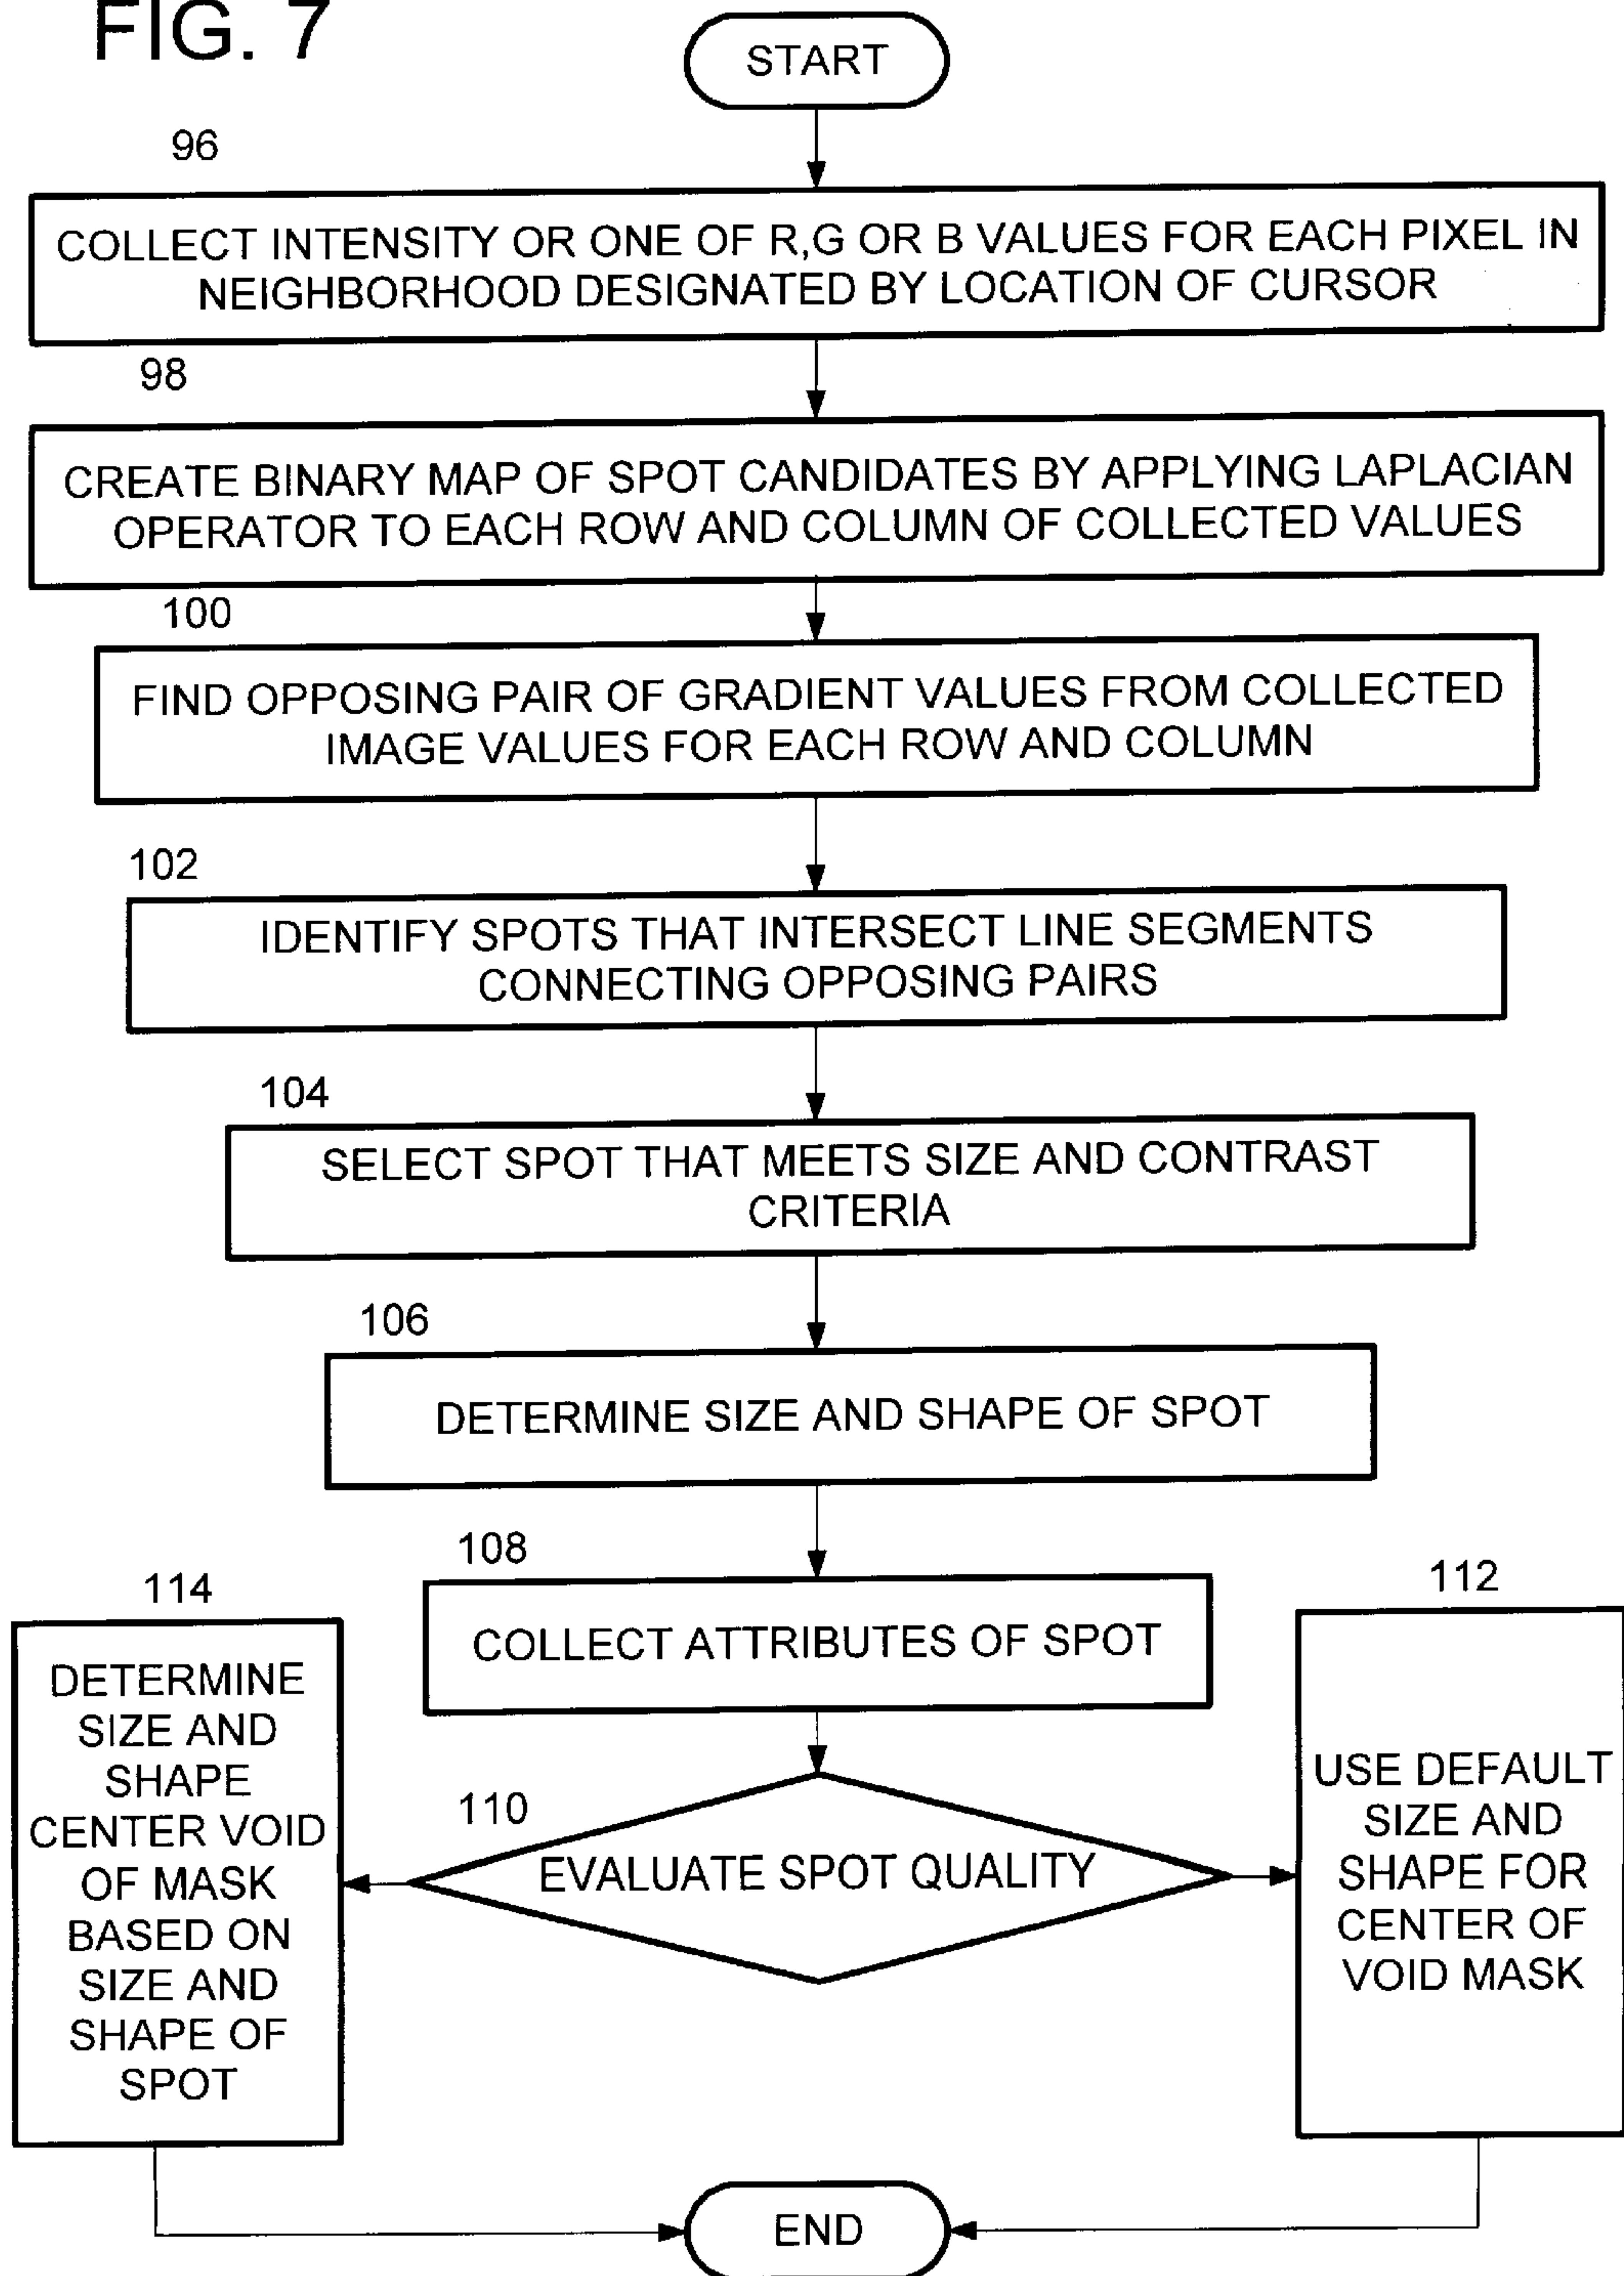 FIG. 7
START
96
COLLECT INTENSITY OR ONE OF R,G OR B VALUES FOR EACH PIXEL IN
NEIGHBORHOOD DESIGNATED BY LOCATION OF CURSOR
98
CREATE BINARY MAP OF SPOT CANDIDATES BY APPLYING LAPLACIAN
OPERATOR TO EACH ROW AND COLUMN OF COLLECTED VALUES
100
FIND OPPOSING PAIR OF GRADIENT VALUES FROM COLLECTED
IMAGE VALUES FOR EACH ROW AND COLUMN
102
IDENTIFY SPOTS THAT INTERSECT LINE SEGMENTS
CONNECTING OPPOSING PAIRS
104
SELECT SPOT THAT MEETS SIZE AND CONTRAST
CRITERIA
106
DETERMINE SIZE AND SHAPE OF SPOT
108
COLLECT ATTRIBUTES OF SPOT
110
EVALUATE SPOT QUALITY
114
DETERMINE
SIZE AND
SHAPE
CENTER VOID
OF MASK
BASED ON
SIZE AND
SHAPE OF
SPOT
112
USE DEFAULT
SIZE AND
SHAPE FOR
CENTER OF
VOID MASK
END